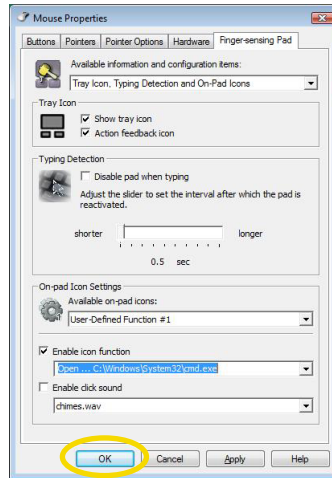 Mouse Properties
Buttons Pointers Pointer Options Hardware Finger-sensing Pad
Available information and configuration items:
Tray Icon, Typing Detection and On-Pad Icons
Tray Icon
Show tray icon
Action feedback icon
Typing Detection
Disable pad when typing
Adjust the slider to set the interval after which the pad is
reactivated.
shorter longer
0.5 sec
On-pad Icon Settings
Available on-pad icons:
User-Defined Function #1
Enable icon function
Open ... C:\Windows\System32\cmd.exe
Enable click sound
chimes.wav
OK Cancel Apply Help